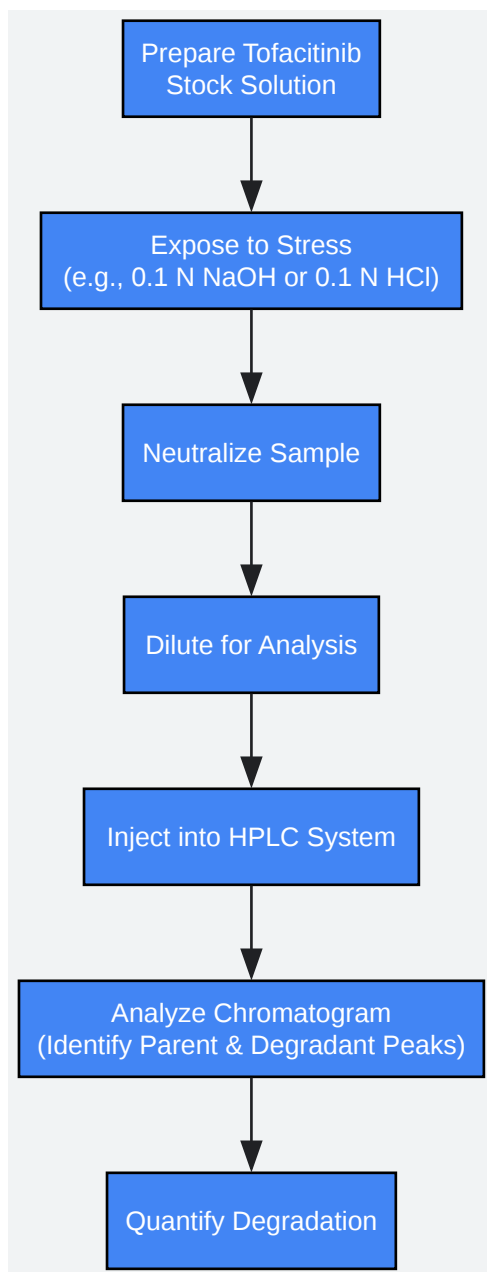 Prepare Tofacitinib
Stock Solution
Expose to Stress
(e.g., 0.1 N NaOH or 0.1 N HCl)
Neutralize Sample
Dilute for Analysis
Inject into HPLC System
Analyze Chromatogram
(Identify Parent & Degradant Peaks)
Quantify Degradation